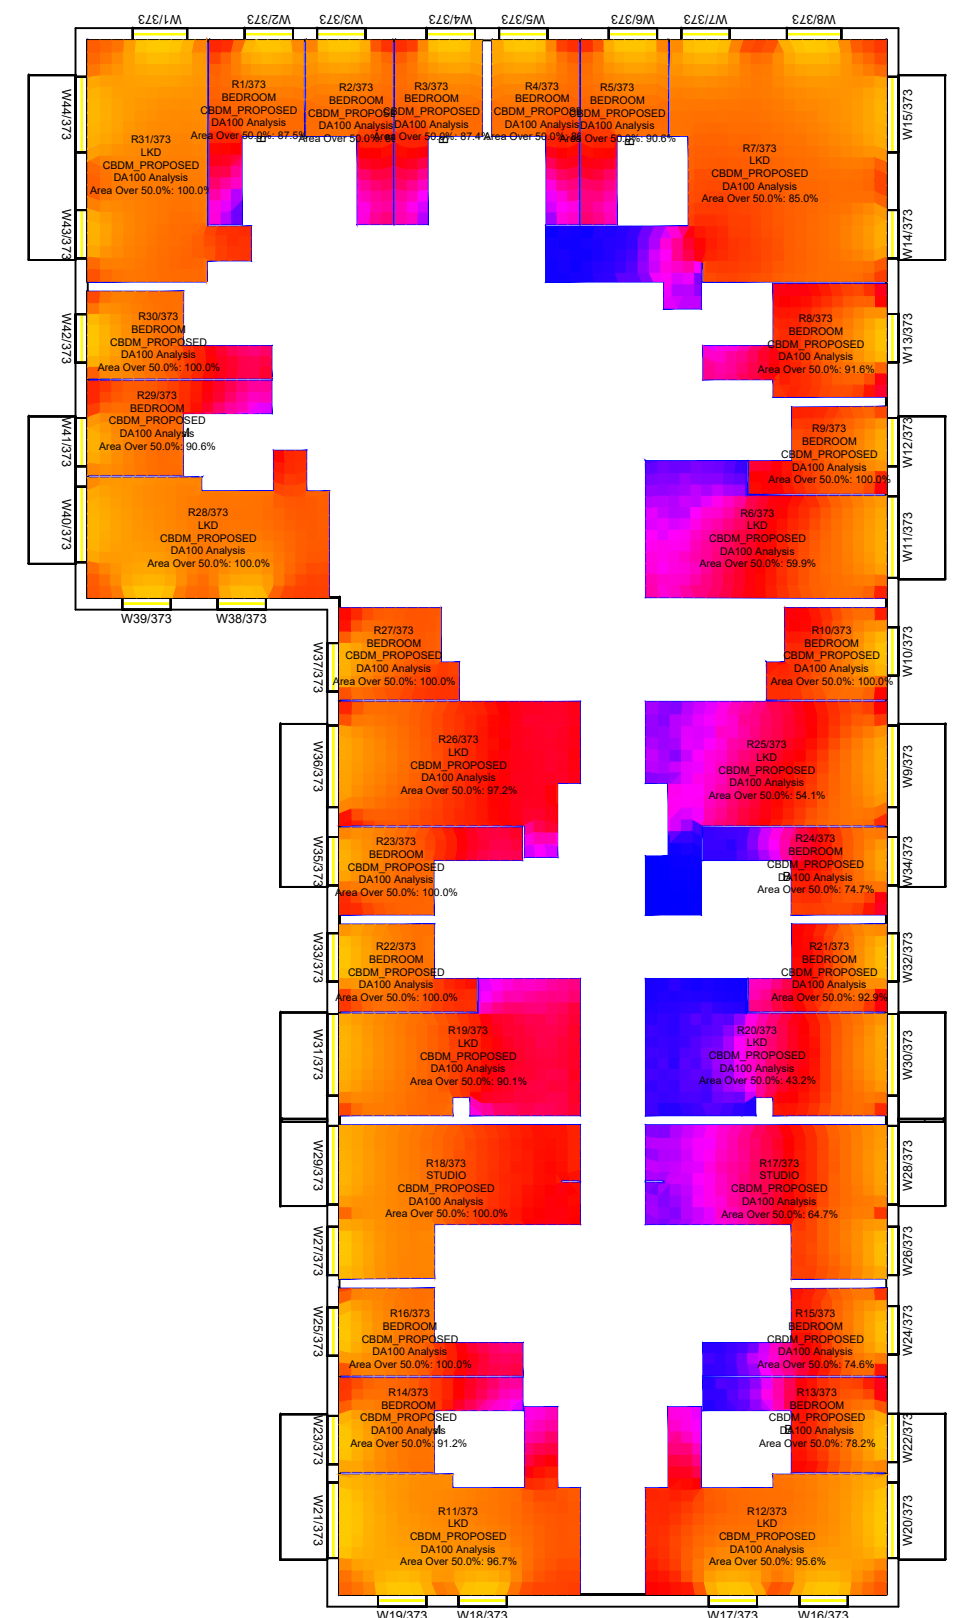 W1/373
W2/373
W3/373
W4/373
W5/373
W6/373
W7/373
W8/373
W44/373
W43/373
W42/373
W41/373
W40/373
W39/373
W38/373
W37/373
W36/373
W35/373
W33/373
W31/373
W29/373
W27/373
W25/373
W23/373
W21/373
W15/373
W14/373
W13/373
W12/373
W11/373
W10/373
W9/373
W34/373
W32/373
W30/373
W28/373
W26/373
W24/373
W22/373
W20/373
R31/373
LKD
CBDM_PROPOSED
DA100 Analysis
Area Over 50.0%: 100.0%
R1/373
BEDROOM
CBDM_PROPOSED
DA100 Analysis
Area Over 50.0%: 87.5%
R2/373
BEDROOM
CBDM_PROPOSED
DA100 Analysis
Area Over 50.0%:
R3/373
BEDROOM
CBDM_PROPOSED
DA100 Analysis
Area Over 50.0%: 87.4%
R4/373
BEDROOM
CBDM_PROPOSED
DA100 Analysis
Area Over 50.0%:
R5/373
BEDROOM
CBDM_PROPOSED
DA100 Analysis
Area Over 50.0%: 90.6%
R7/373
LKD
CBDM_PROPOSED
DA100 Analysis
Area Over 50.0%: 85.0%
R30/373
BEDROOM
CBDM_PROPOSED
DA100 Analysis
Area Over 50.0%: 100.0%
R8/373
BEDROOM
CBDM_PROPOSED
DA100 Analysis
Area Over 50.0%: 91.6%
R29/373
BEDROOM
CBDM_PROPOSED
DA100 Analysis
Area Over 50.0%: 90.6%
R9/373
BEDROOM
CBDM_PROPOSED
DA100 Analysis
Area Over 50.0%: 100.0%
R28/373
LKD
CBDM_PROPOSED
DA100 Analysis
Area Over 50.0%: 100.0%
R6/373
LKD
CBDM_PROPOSED
DA100 Analysis
Area Over 50.0%: 59.9%
R27/373
BEDROOM
CBDM_PROPOSED
DA100 Analysis
Area Over 50.0%: 100.0%
R10/373
BEDROOM
CBDM_PROPOSED
DA100 Analysis
Area Over 50.0%: 100.0%
R26/373
LKD
CBDM_PROPOSED
DA100 Analysis
Area Over 50.0%: 97.2%
R25/373
LKD
CBDM_PROPOSED
DA100 Analysis
Area Over 50.0%: 54.1%
R23/373
BEDROOM
CBDM_PROPOSED
DA100 Analysis
Area Over 50.0%: 100.0%
R24/373
BEDROOM
CBDM_PROPOSED
DA100 Analysis
Area Over 50.0%: 74.7%
R22/373
BEDROOM
CBDM_PROPOSED
DA100 Analysis
Area Over 50.0%: 100.0%
R21/373
BEDROOM
CBDM_PROPOSED
DA100 Analysis
Area Over 50.0%: 92.9%
R19/373
LKD
CBDM_PROPOSED
DA100 Analysis
Area Over 50.0%: 90.1%
R20/373
LKD
CBDM_PROPOSED
DA100 Analysis
Area Over 50.0%: 43.2%
R18/373
STUDIO
CBDM_PROPOSED
DA100 Analysis
Area Over 50.0%: 100.0%
R17/373
STUDIO
CBDM_PROPOSED
DA100 Analysis
Area Over 50.0%: 64.7%
R16/373
BEDROOM
CBDM_PROPOSED
DA100 Analysis
Area Over 50.0%: 100.0%
R15/373
BEDROOM
CBDM_PROPOSED
DA100 Analysis
Area Over 50.0%: 74.6%
R14/373
BEDROOM
CBDM_PROPOSED
DA100 Analysis
Area Over 50.0%: 91.2%
R13/373
BEDROOM
CBDM_PROPOSED
DA100 Analysis
Area Over 50.0%: 78.2%
R11/373
LKD
CBDM_PROPOSED
DA100 Analysis
Area Over 50.0%: 96.7%
R12/373
LKD
CBDM_PROPOSED
DA100 Analysis
Area Over 50.0%: 95.6%
W19/373
W18/373
W17/373
W16/373